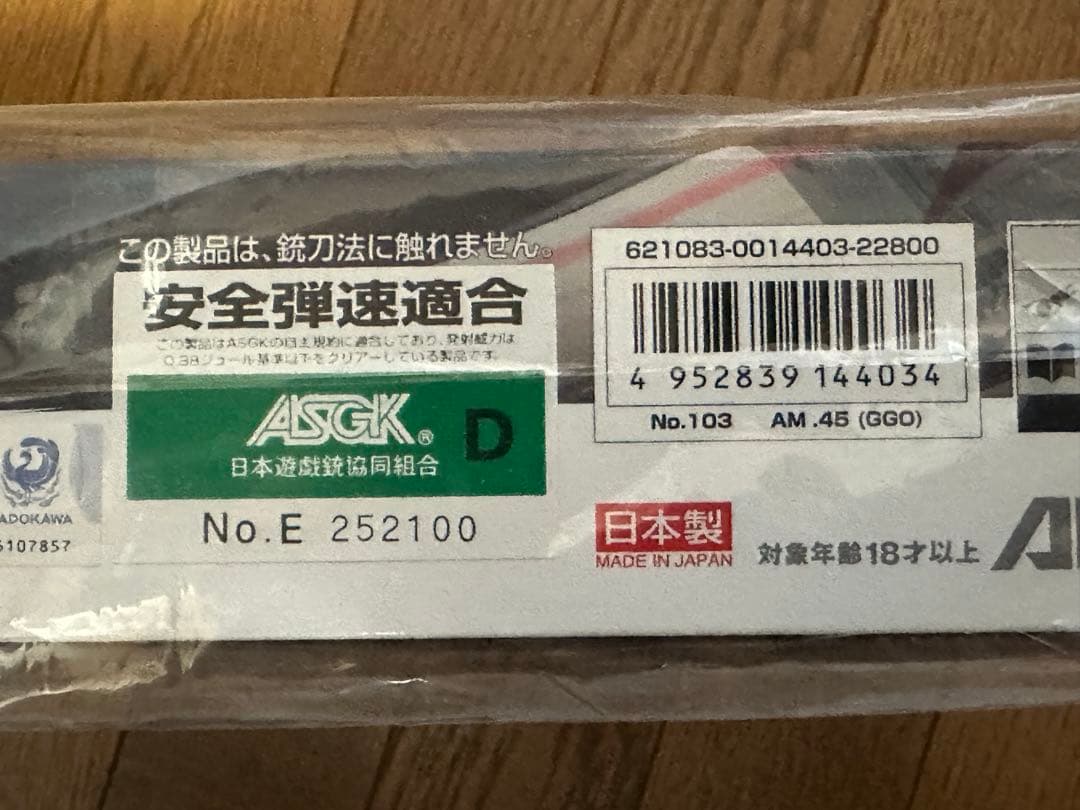 この製品は、銃刀法に触れません。
安全弾速適合
この製品はASGKの自主規約に適合しており、発射威力は
0.98ジュール基準以下をクリアーしている製品です。
ASGK® D
日本遊戯銃協同組合
No.E 252100
ADOKAWA
5107857
621083-0014403-22800
4 952839 144034
No.103 AM .45 (GGO)
日本製
MADE IN JAPAN
対象年齢18才以上